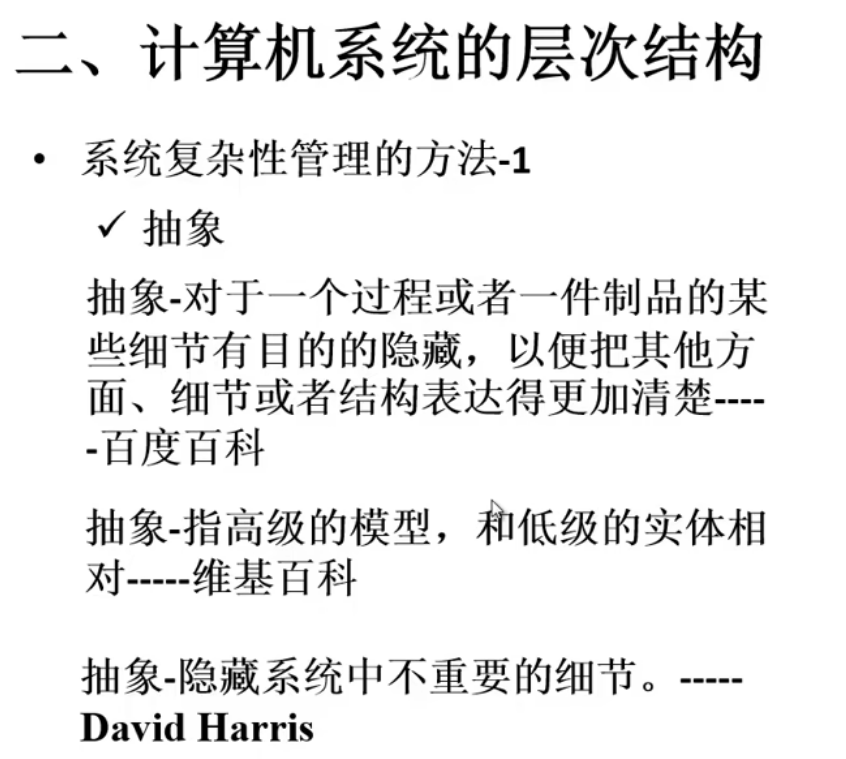 二、计算机系统的层次结构
• 系统复杂性管理的方法-1
✓ 抽象
抽象-对于一个过程或者一件制品的某
些细节有目的的隐藏，以便把其他方
面、细节或者结构表达得更加清楚----
-百度百科
抽象-指高级的模型，和低级的实体相
对-----维基百科
抽象-隐藏系统中不重要的细节。-----
David Harris